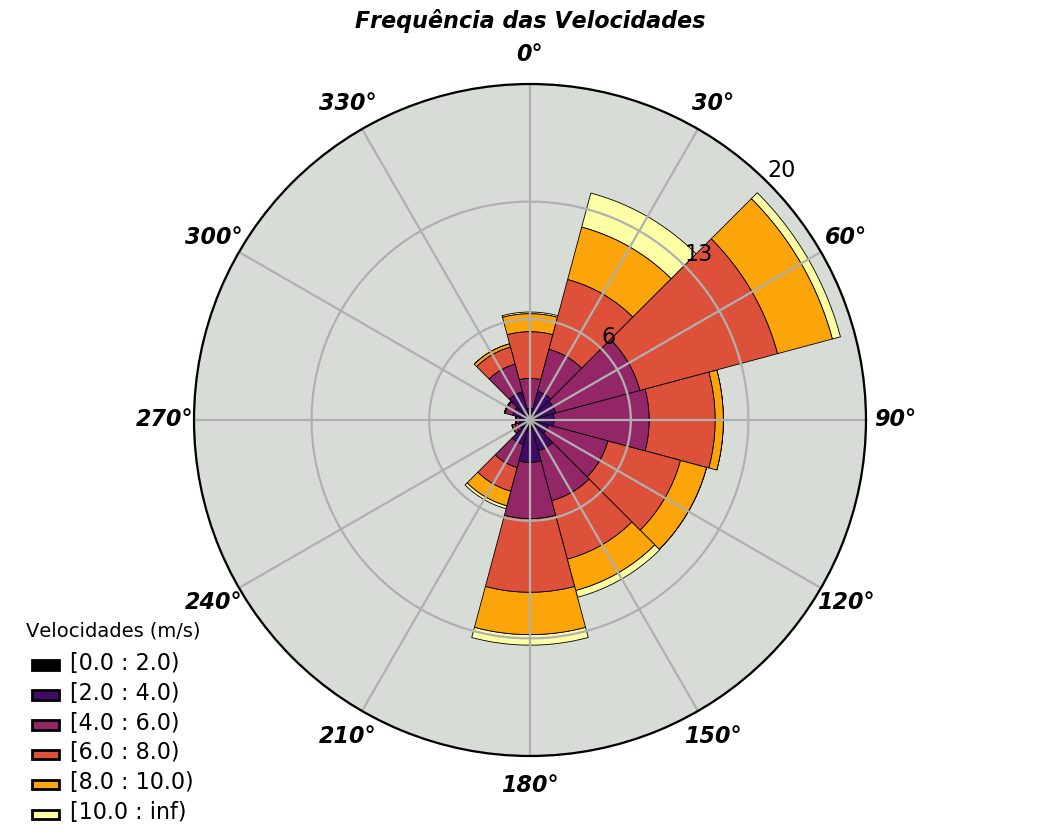 Frequência das Velocidades
0°
330°
30°
20
300°
60°
13
6
270°
90°
240°
120°
210°
150°
180°
Velocidades (m/s)
[0.0 : 2.0)
[2.0 : 4.0)
[4.0 : 6.0)
[6.0 : 8.0)
[8.0 : 10.0)
[10.0 : inf)